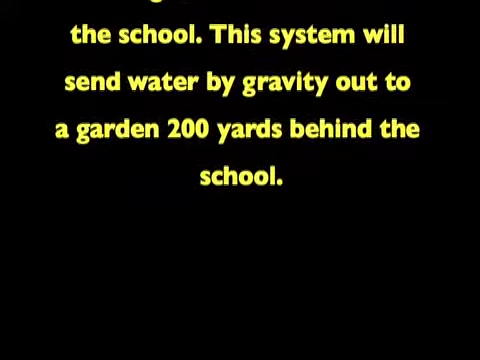 the school. This system will
send water by gravity out to
a garden 200 yards behind the
school.